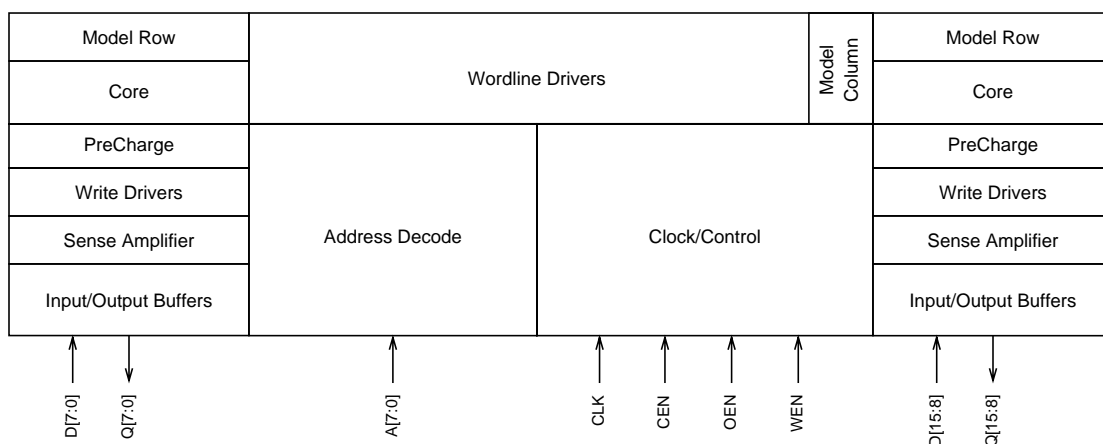 Model Row
Core
PreCharge
Write Drivers
Sense Amplifier
Input/Output Buffers
Wordline Drivers
Model
Column
Address Decode
Clock/Control
Model Row
Core
PreCharge
Write Drivers
Sense Amplifier
Input/Output Buffers
D[7:0]
Q[7:0]
A[7:0]
CLK
CEN
OEN
WEN
D[15:8]
Q[15:8]